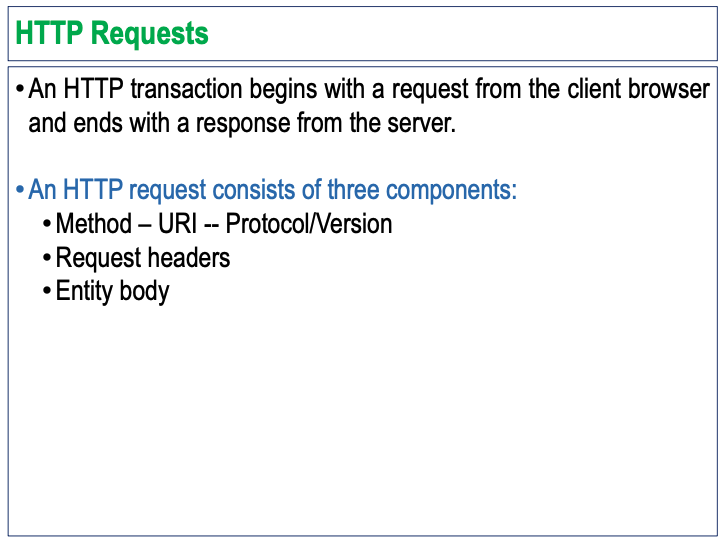 HTTP Requests
•An HTTP transaction begins with a request from the client browser
and ends with a response from the server.
•An HTTP request consists of three components:
•Method – URI -- Protocol/Version
•Request headers
•Entity body